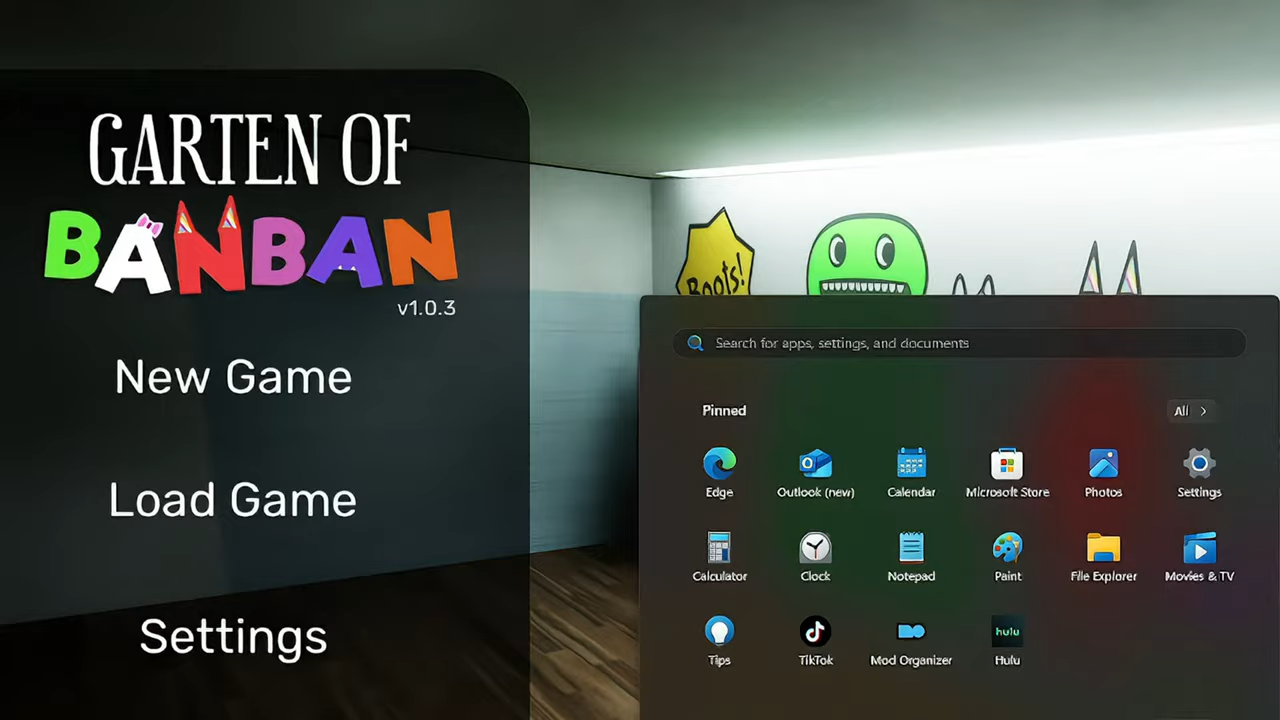 GARTEN OF
BANBAN
v1.0.3
New Game
Load Game
Settings
Boots!
Search for apps, settings, and documents
Pinned
All
Edge
Outlook (new)
Calendar
Microsoft Store
Photos
Settings
Calculator
Clock
Notepad
Paint
File Explorer
Movies & TV
Tips
TikTok
Mod Organizer
hulu
Hulu